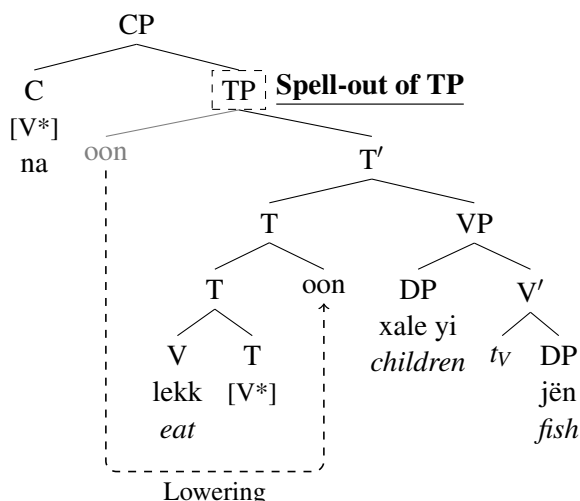 CP
C TP Spell-out of TP
[V*] oon
na T′
T VP
T oon DP V′
xale yi
V T children tV DP
lekk [V*] jën
eat fish
Lowering